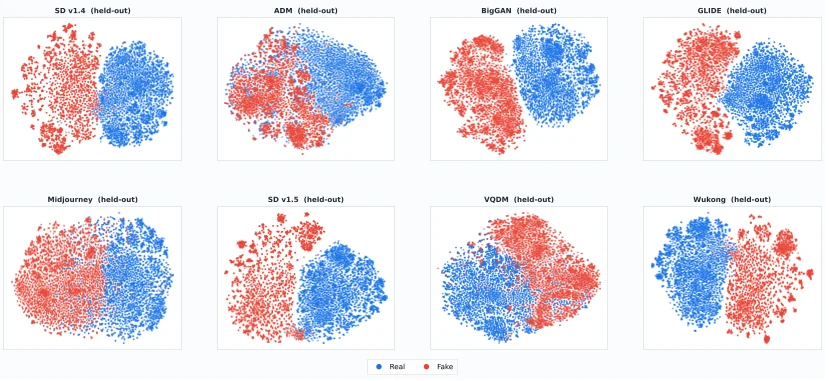 SD v1.4 (held-out)
ADM (held-out)
BigGAN (held-out)
GLIDE (held-out)
Midjourney (held-out)
SD v1.5 (held-out)
VQDM (held-out)
Wukong (held-out)
Real
Fake